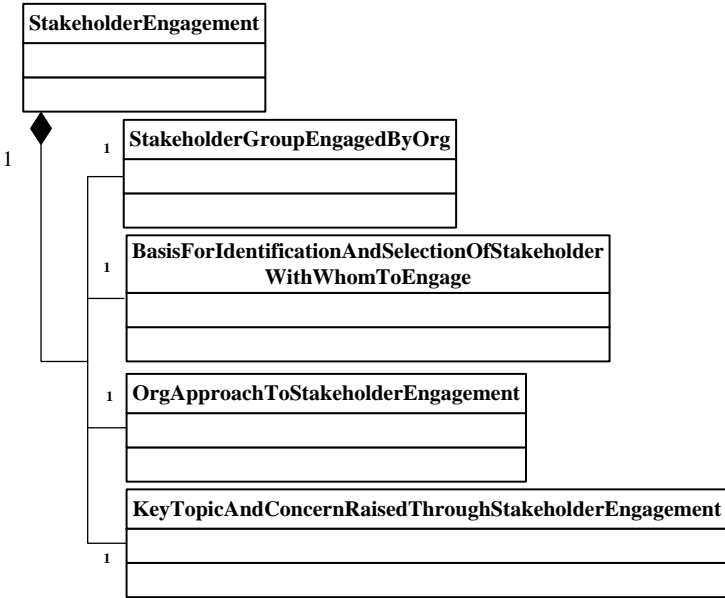 StakeholderEngagement
1
1
StakeholderGroupEngagedByOrg
1
BasisForIdentificationAndSelectionOfStakeholder
WithWhomToEngage
1
OrgApproachToStakeholderEngagement
KeyTopicAndConcernRaisedThroughStakeholderEngagement
1